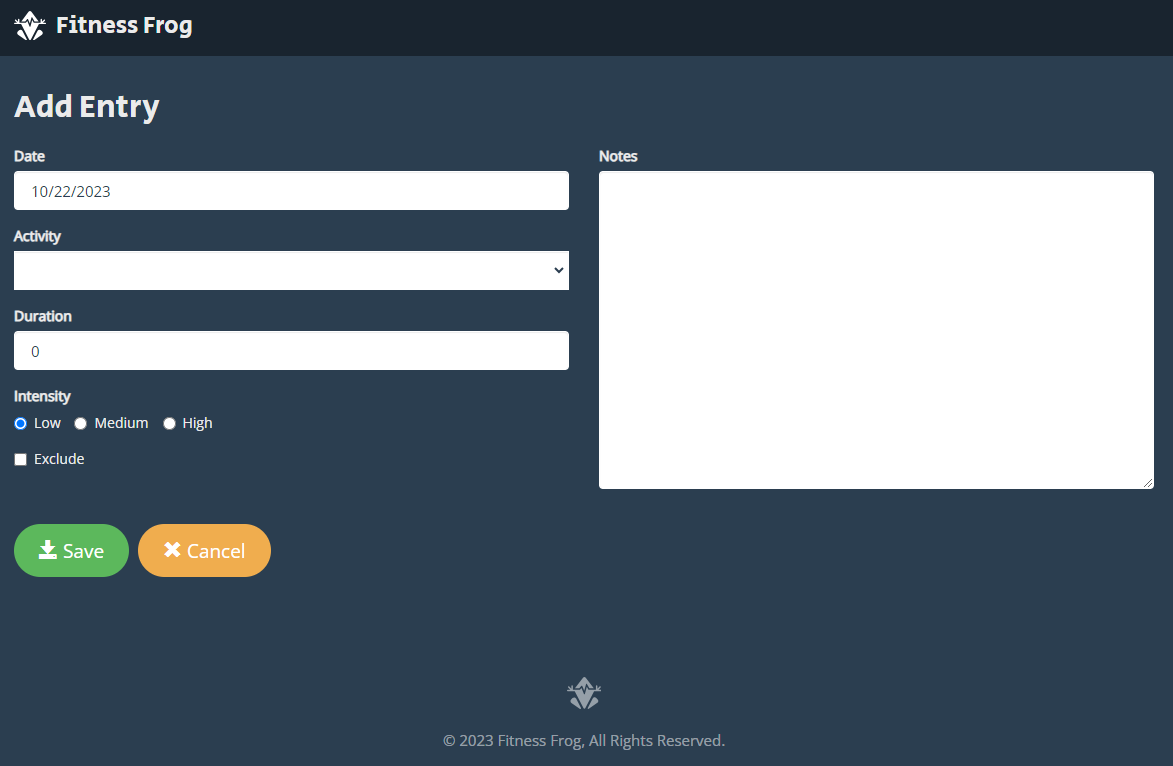 Fitness Frog
Add Entry
Date
10/22/2023
Activity
Duration
0
Intensity
Low Medium High
Exclude
Notes
Save Cancel
© 2023 Fitness Frog, All Rights Reserved.